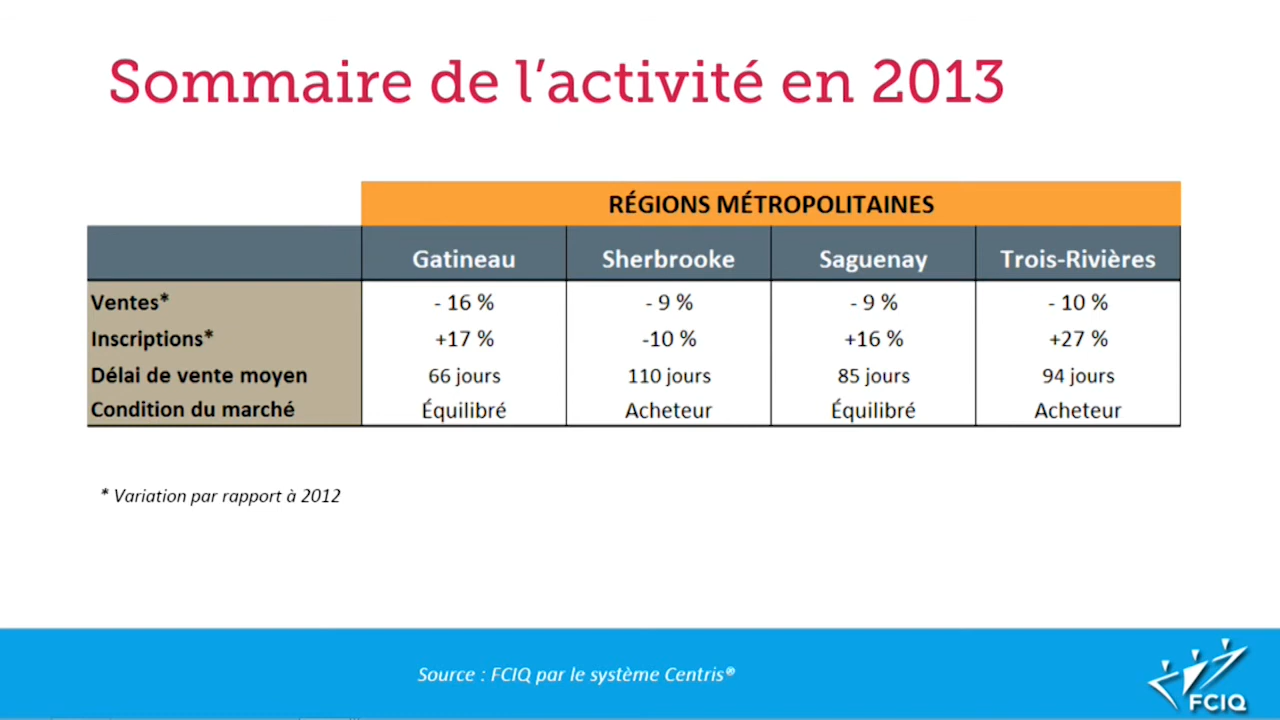 Sommaire de l’activité en 2013
RÉGIONS MÉTROPOLITAINES
Gatineau Sherbrooke Saguenay Trois-Rivières
Ventes* - 16 % - 9 % - 9 % - 10 %
Inscriptions* +17 % -10 % +16 % +27 %
Délai de vente moyen 66 jours 110 jours 85 jours 94 jours
Condition du marché Équilibré Acheteur Équilibré Acheteur
* Variation par rapport à 2012
Source : FCIQ par le système Centris®
FCIQ